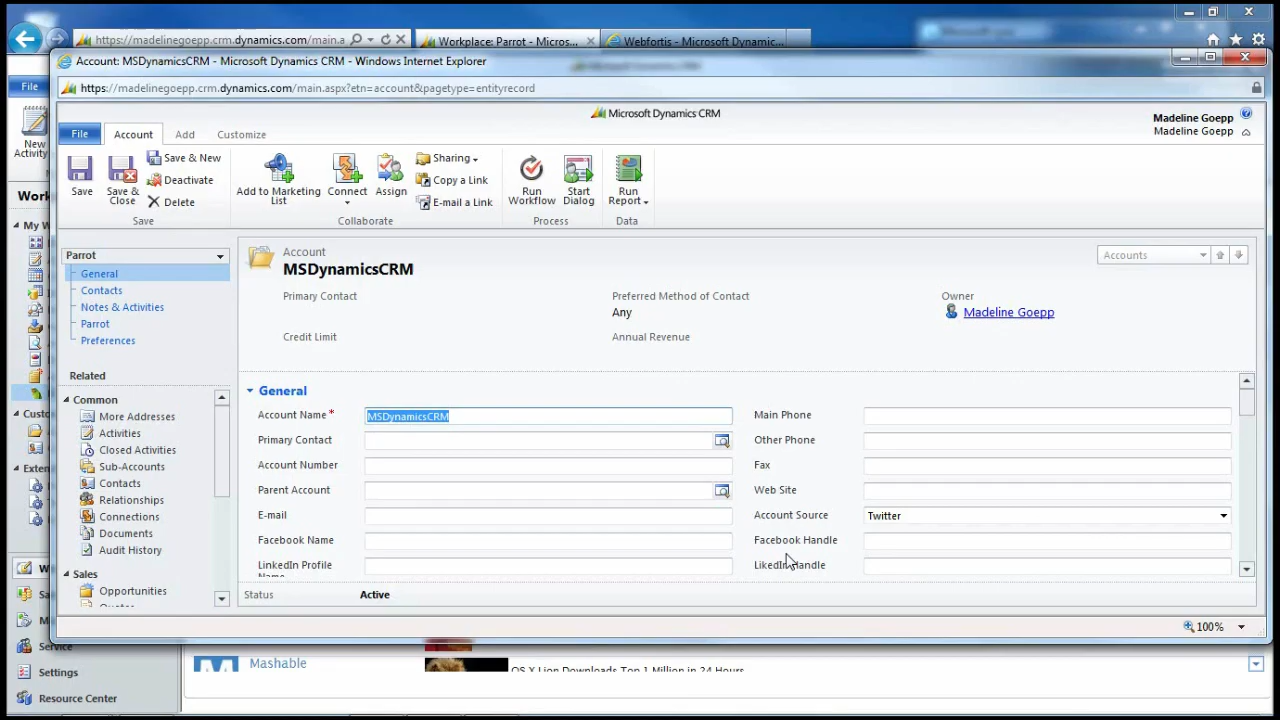 https://madelinegoepp.crm.dynamics.com/main.a
Workplace: Parrot - Micros...
Webfortis - Microsoft Dynamic...
Account: MSDynamicsCRM - Microsoft Dynamics CRM - Windows Internet Explorer
https://madelinegoepp.crm.dynamics.com/main.aspx?etn=account&pagetype=entityrecord
File
Microsoft Dynamics CRM
Madeline Goepp
Madeline Goepp
File
Account
Add
Customize
New
Activity
Save
Save &
Close
Save & New
Deactivate
Delete
Add to Marketing
List
Connect
Assign
Sharing
Copy a Link
E-mail a Link
Run
Workflow
Start
Dialog
Run
Report
Save
Collaborate
Process
Data
Work
My W
Custo
Exten
Parrot
General
Contacts
Notes & Activities
Parrot
Preferences
Related
Common
More Addresses
Activities
Closed Activities
Sub-Accounts
Contacts
Relationships
Connections
Documents
Audit History
Sales
Opportunities
Quotes
Account
MSDynamicsCRM
Accounts
Primary Contact
Preferred Method of Contact
Any
Owner
Madeline Goepp
Credit Limit
Annual Revenue
General
Account Name *
MSDynamicsCRM
Main Phone
Primary Contact
Other Phone
Account Number
Fax
Parent Account
Web Site
E-mail
Account Source
Twitter
Facebook Name
Facebook Handle
LinkedIn Profile
Name
LikedIn Handle
Status
Active
100%
W
Sa
M
Service
Settings
Resource Center
Mashable
OS X Lion Downloads Top 1 Million in 24 Hours